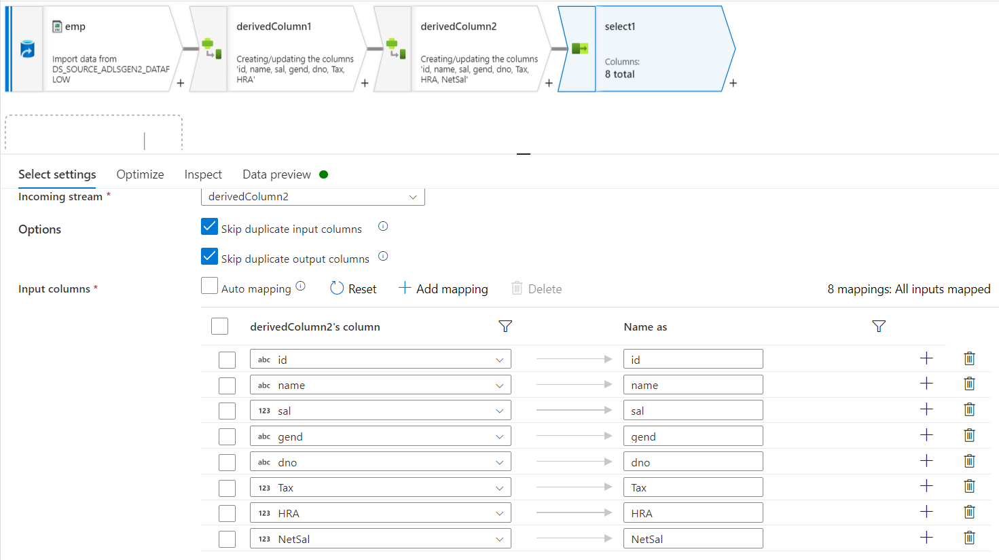 emp
Import data from
DS_SOURCE_ADLSGEN2_DATAF
LOW
+
derivedColumn1
Creating/updating the columns
'id, name, sal, gend, dno, Tax,
HRA'
+
derivedColumn2
Creating/updating the columns
'id, name, sal, gend, dno, Tax,
HRA, NetSal'
+
select1
Columns:
8 total
+
Select settings Optimize Inspect Data preview
Incoming stream * derivedColumn2
Options Skip duplicate input columns
Skip duplicate output columns
Input columns * Auto mapping Reset Add mapping Delete 8 mappings: All inputs mapped
derivedColumn2's column Name as
abc id id
abc name name
123 sal sal
abc gend gend
abc dno dno
123 Tax Tax
123 HRA HRA
123 NetSal NetSal